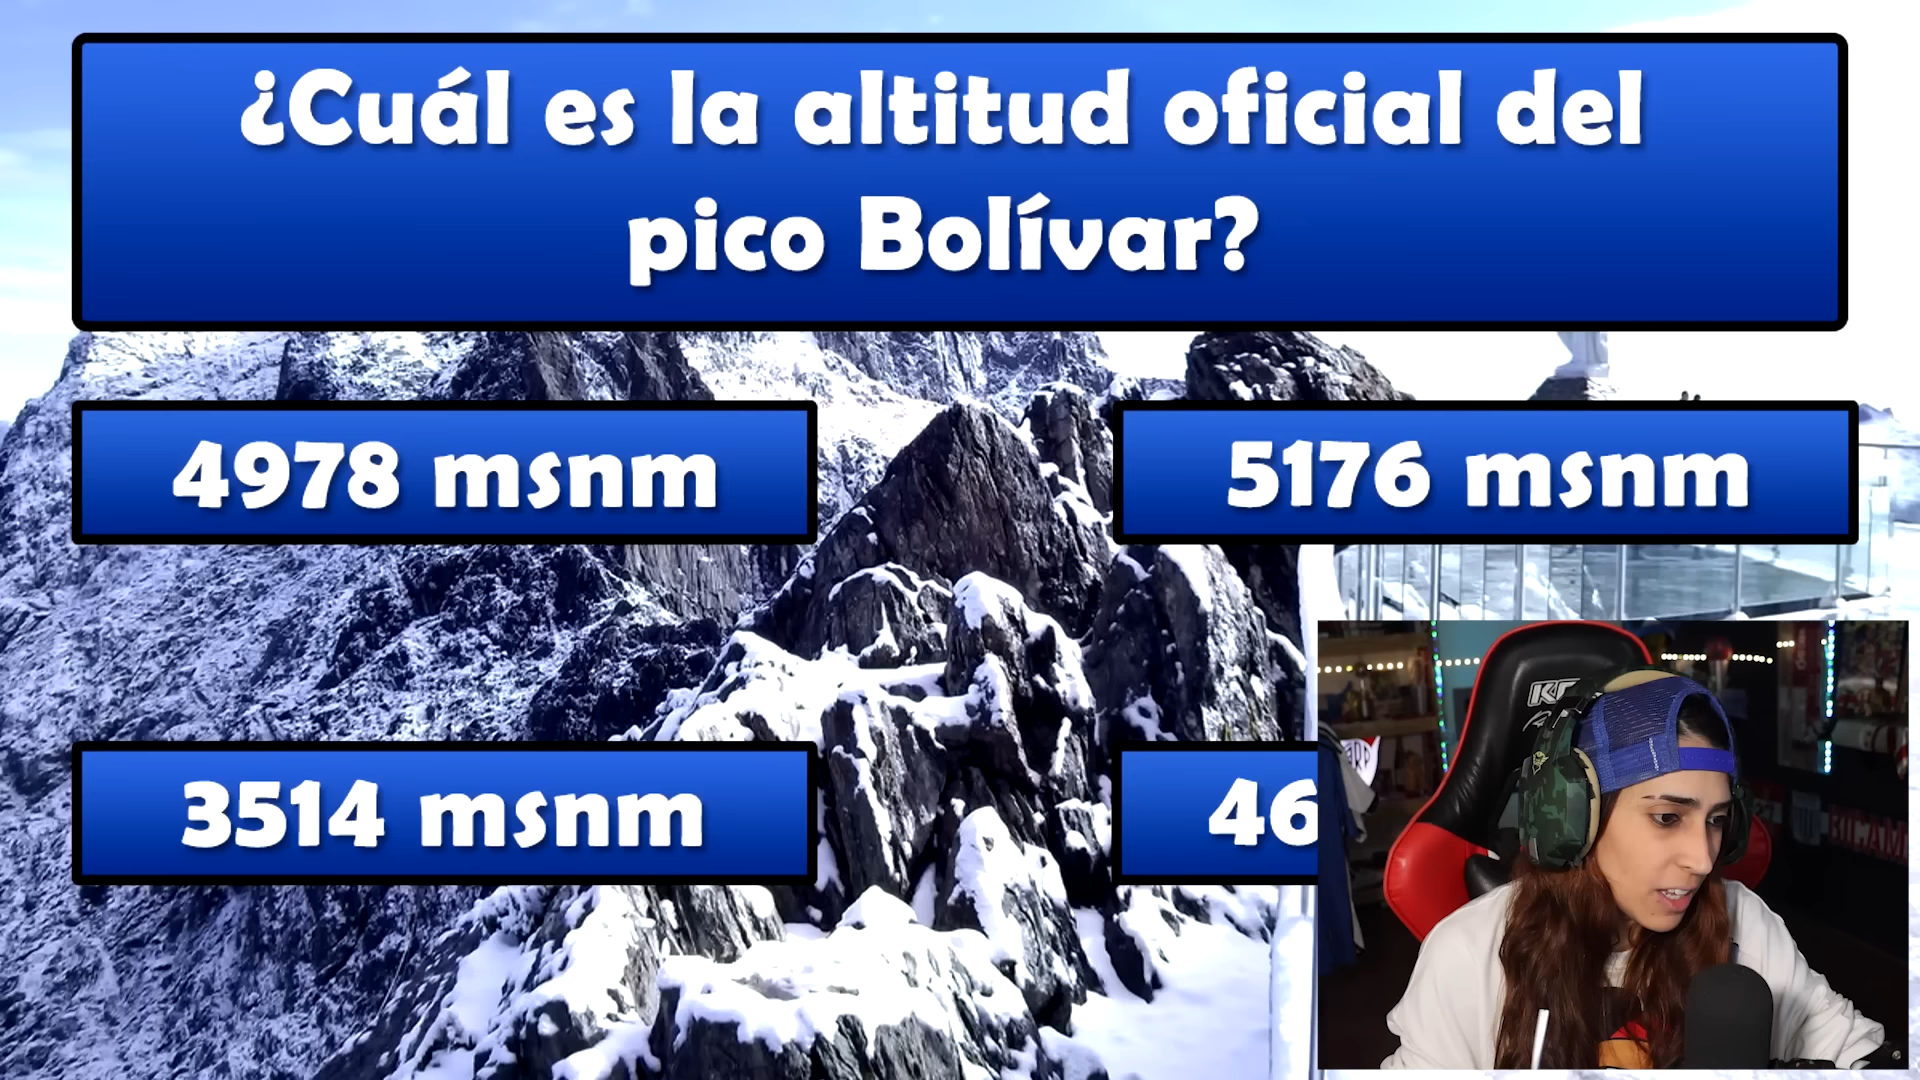 ¿Cuál es la altitud oficial del
pico Bolívar?
4978 msnm
5176 msnm
3514 msnm
46